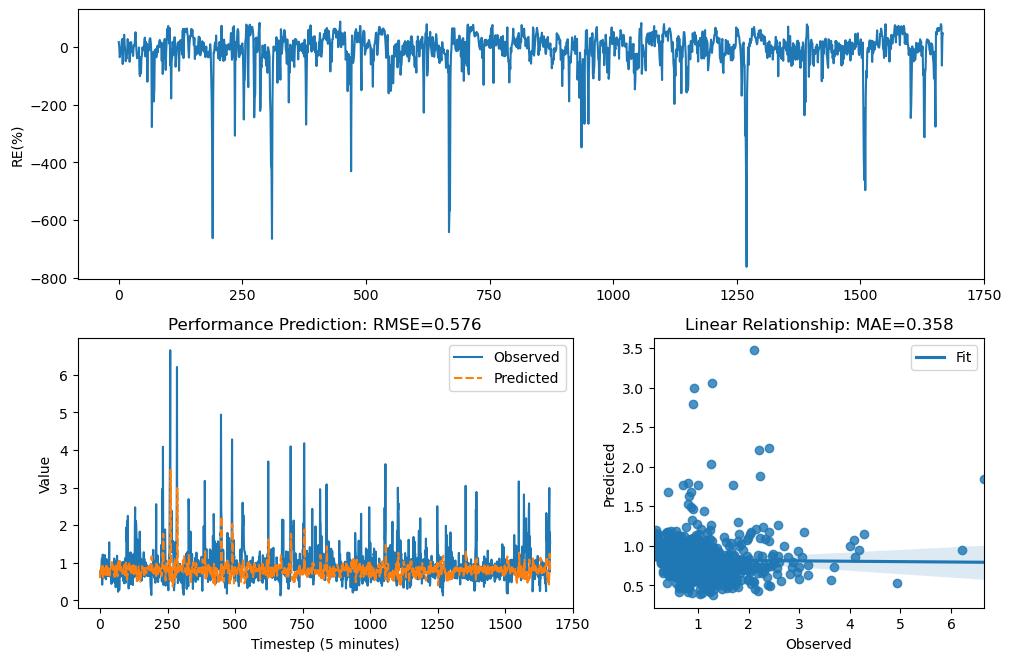 RE(%)
0
−200
−400
−600
−800
0 250 500 750 1000 1250 1500 1750
Performance Prediction: RMSE=0.576
Observed
Predicted
Value
6
5
4
3
2
1
0
0 250 500 750 1000 1250 1500 1750
Timestep (5 minutes)
Linear Relationship: MAE=0.358
Fit
Predicted
3.5
3.0
2.5
2.0
1.5
1.0
0.5
1 2 3 4 5 6
Observed